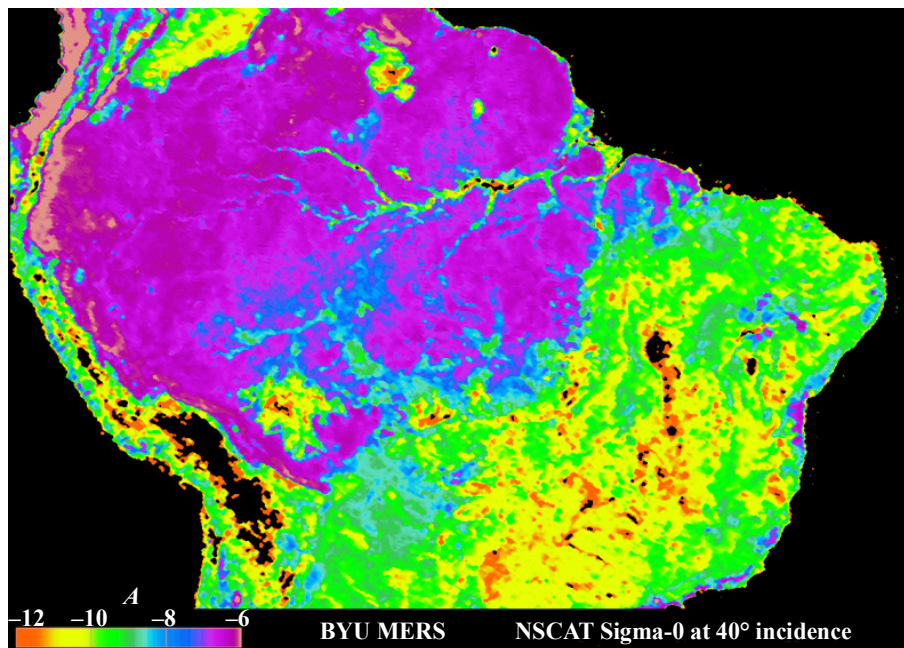 A
–12 –10 –8 –6
BYU MERS NSCAT Sigma-0 at 40° incidence